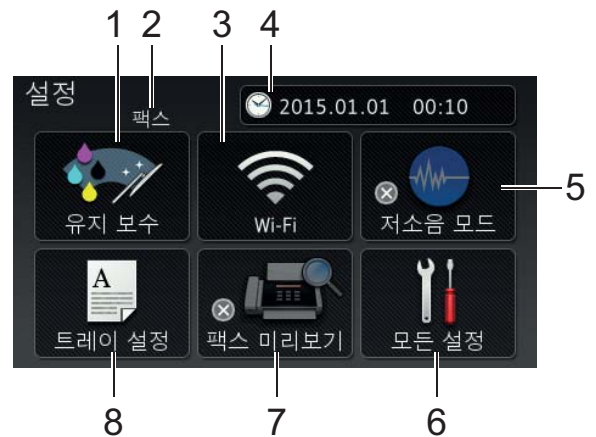 1 2 3 4
설정
팩스
2015.01.01 00:10
유지 보수
Wi-Fi
저소음 모드
5
A
트레이 설정
팩스 미리보기
모든 설정
8 7 6